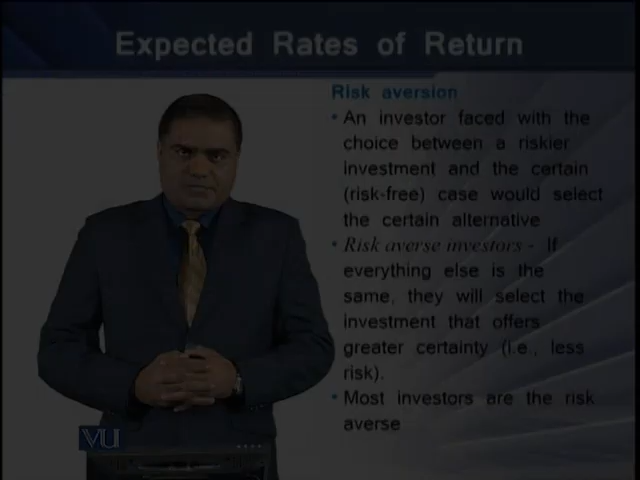 Expected Rates of Return
Risk aversion
• An investor faced with the
choice between a riskier
investment and the certain
(risk-free) case would select
the certain alternative
• Risk averse investors - If
everything else is the
same, they will select the
investment that offers
greater certainty (i.e., less
risk).
• Most investors are the risk
averse
VU